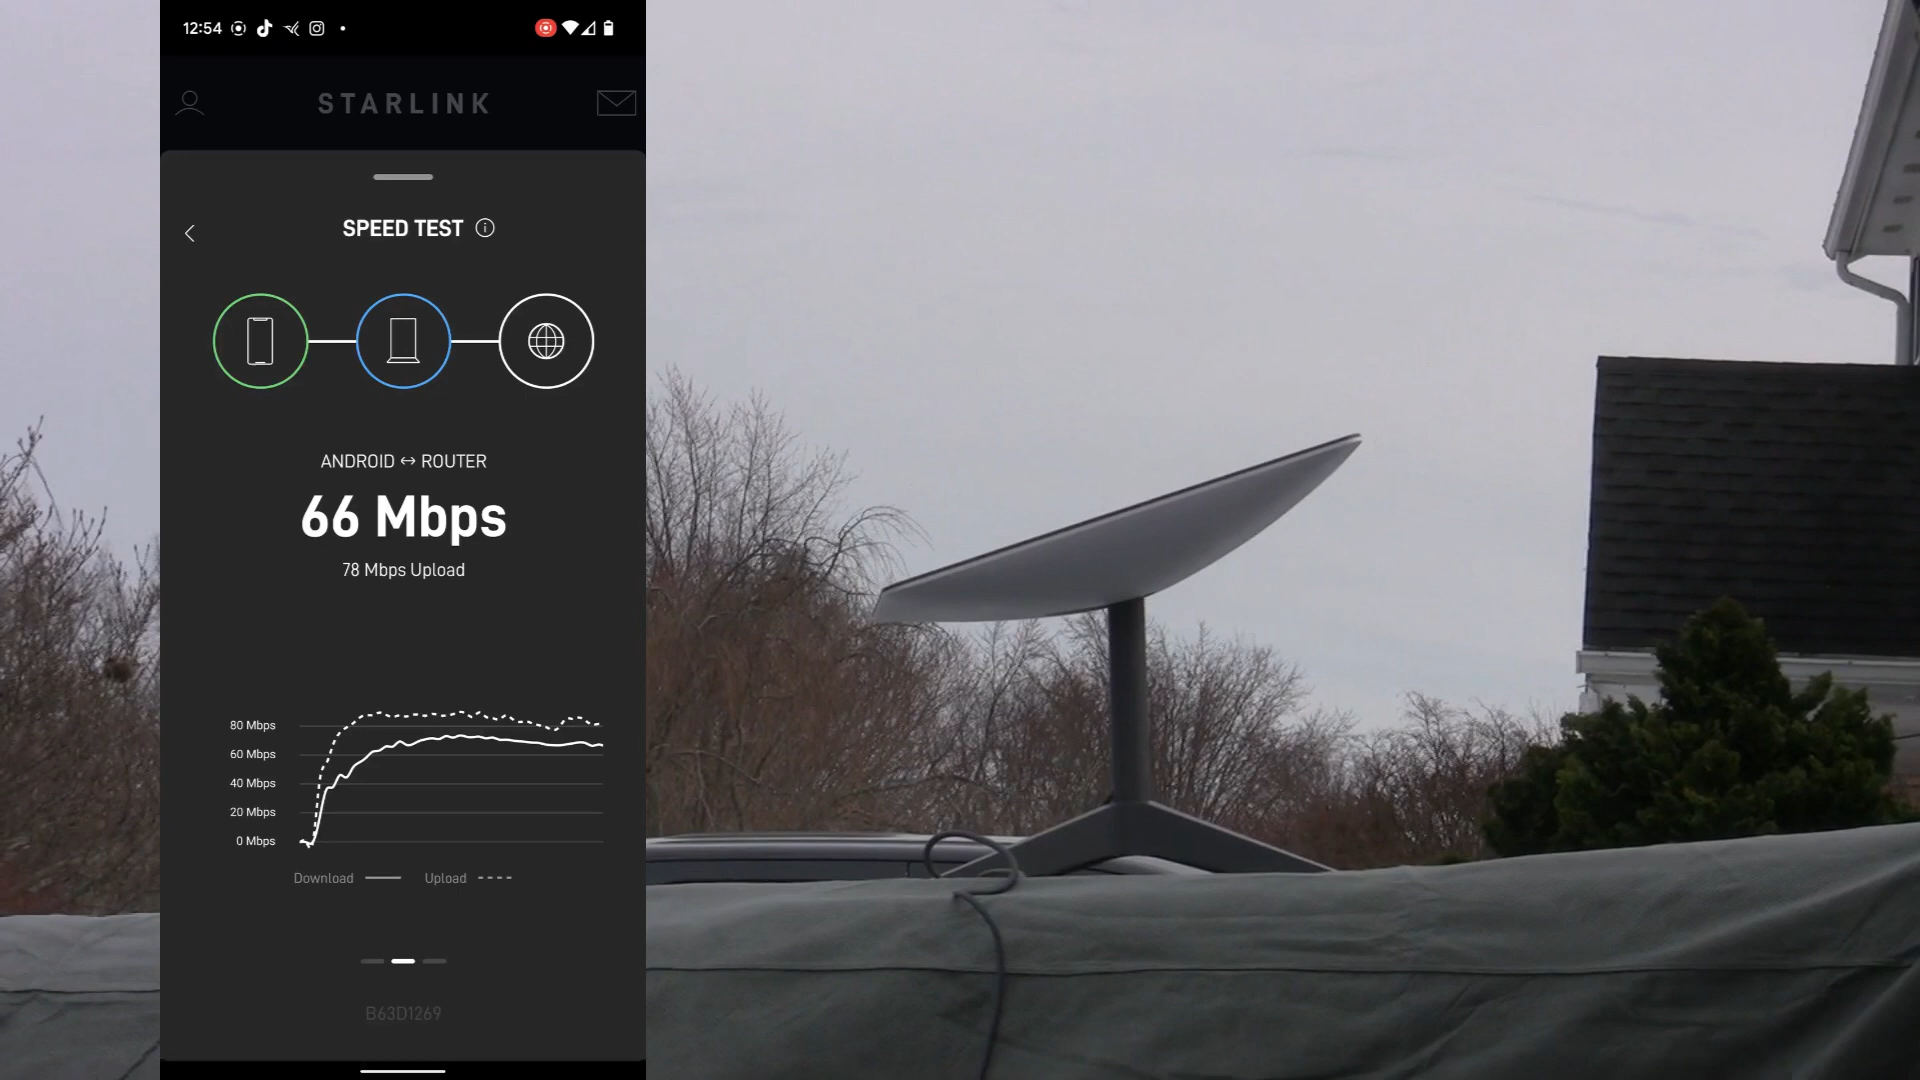 12:54
STARLINK
SPEED TEST
ANDROID ↔ ROUTER
66 Mbps
78 Mbps Upload
80 Mbps
60 Mbps
40 Mbps
20 Mbps
0 Mbps
Download Upload
B63D1269